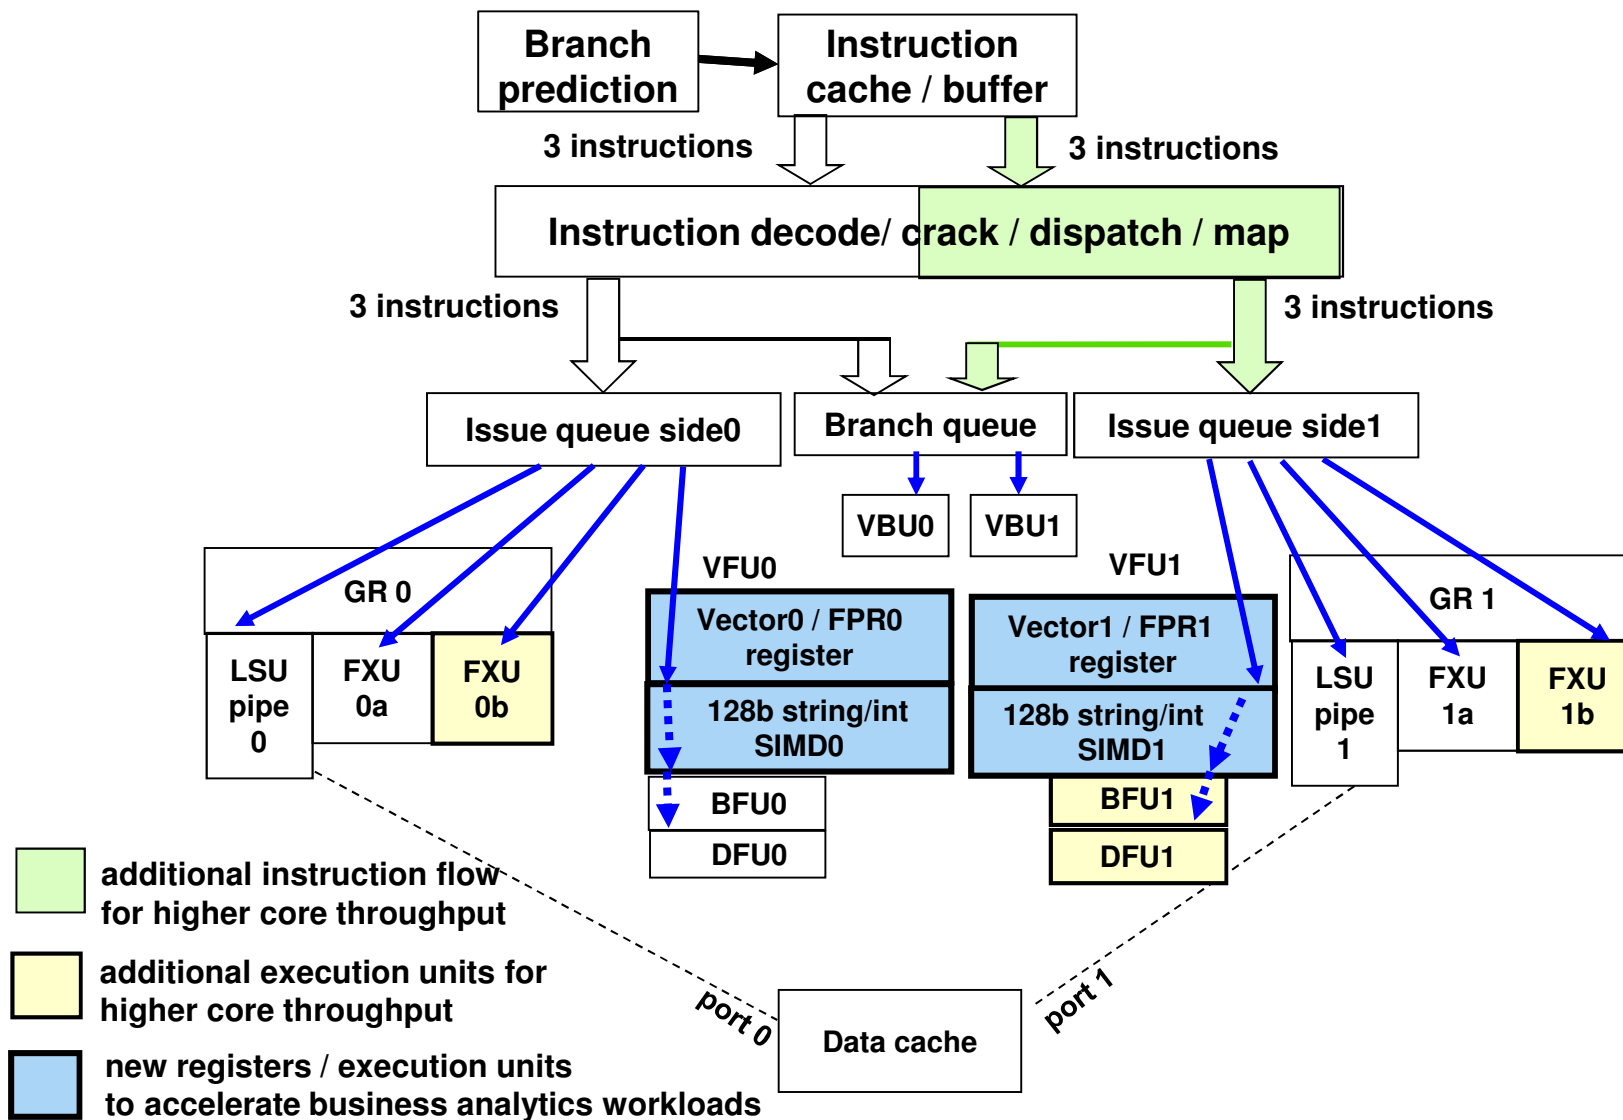 Branch
prediction
Instruction
cache / buffer
3 instructions
3 instructions
Instruction decode/ crack / dispatch / map
3 instructions
3 instructions
Issue queue side0
Branch queue
Issue queue side1
VBU0
VBU1
GR 0
VFU0
VFU1
GR 1
LSU
pipe
0
FXU
0a
FXU
0b
Vector0 / FPR0
register
128b string/int
SIMD0
BFU0
DFU0
Vector1 / FPR1
register
128b string/int
SIMD1
BFU1
DFU1
LSU
pipe
1
FXU
1a
FXU
1b
additional instruction flow
for higher core throughput
additional execution units for
higher core throughput
new registers / execution units
to accelerate business analytics workloads
port 0
port 1
Data cache